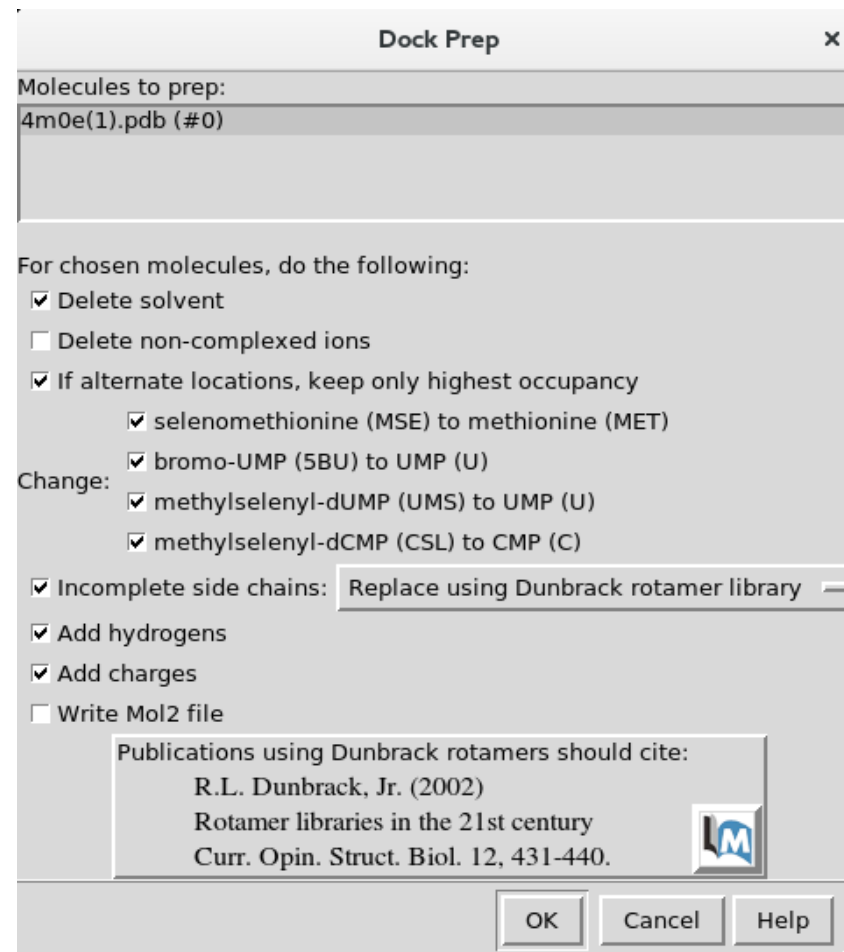 Dock Prep
Molecules to prep:
4m0e(1).pdb (#0)
For chosen molecules, do the following:
Delete solvent
Delete non-complexed ions
If alternate locations, keep only highest occupancy
Change:
selenomethionine (MSE) to methionine (MET)
bromo-UMP (5BU) to UMP (U)
methylselenyl-dUMP (UMS) to UMP (U)
methylselenyl-dCMP (CSL) to CMP (C)
Incomplete side chains: Replace using Dunbrack rotamer library
Add hydrogens
Add charges
Write Mol2 file
Publications using Dunbrack rotamers should cite:
R.L. Dunbrack, Jr. (2002)
Rotamer libraries in the 21st century
Curr. Opin. Struct. Biol. 12, 431-440.
M
OK Cancel Help